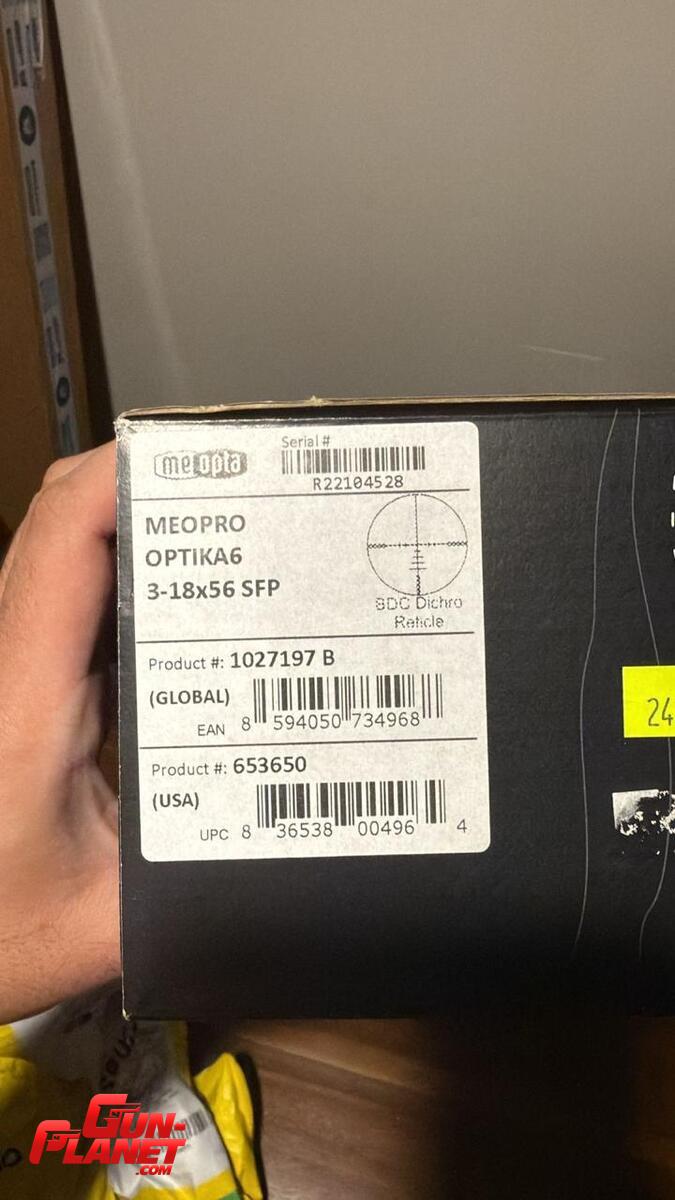 meopta
Serial #
R22104528
MEOPRO
OPTIKA6
3-18x56 SFP
BDC Dichro
Reticle
Product #: 1027197 B
(GLOBAL)
EAN 8 594050 734968
Product #: 653650
(USA)
UPC 8 36538 00496 4
24
GUN-
PLANET
.COM